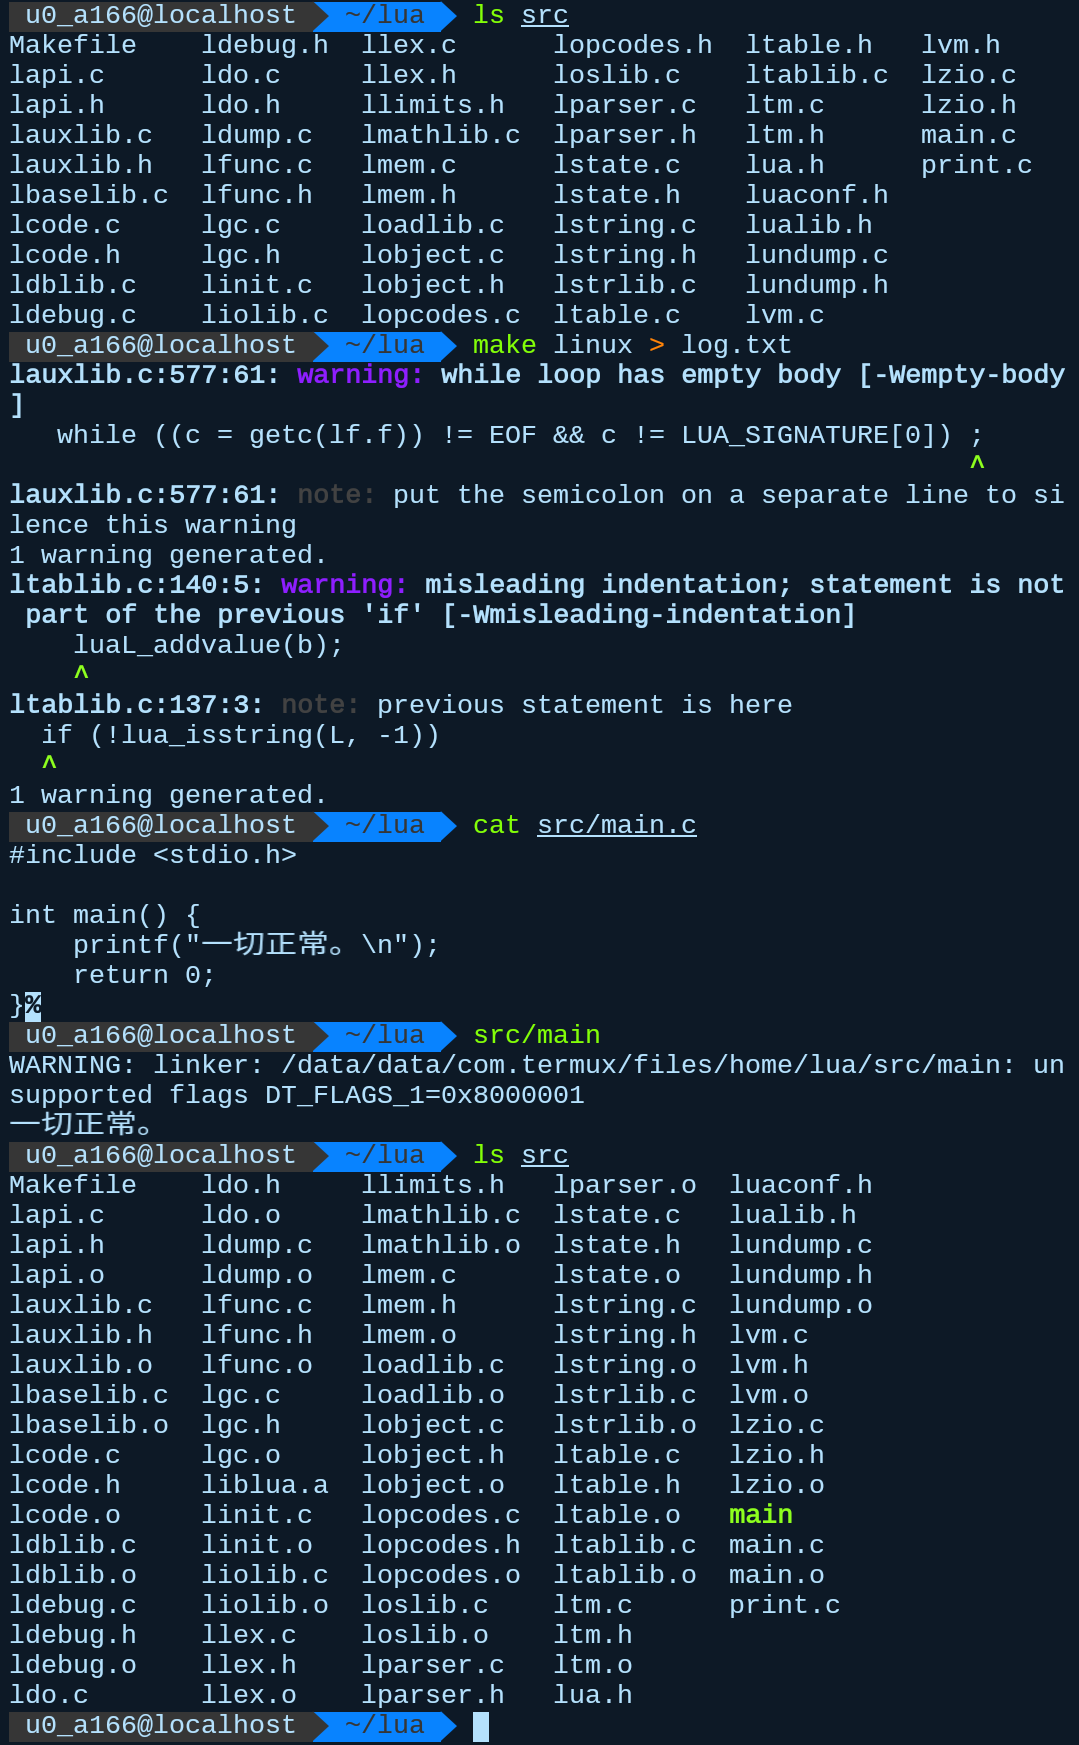 u0_a166@localhost ~/lua ls src
Makefile ldebug.h llex.c lopcodes.h ltable.h lvm.h
lapi.c ldo.c llex.h loslib.c ltablib.c lzio.c
lapi.h ldo.h llimits.h lparser.c ltm.c lzio.h
lauxlib.c ldump.c lmathlib.c lparser.h ltm.h main.c
lauxlib.h lfunc.c lmem.c lstate.c lua.h print.c
lbaselib.c lfunc.h lmem.h lstate.h luaconf.h
lcode.c lgc.c loadlib.c lstring.c lualib.h
lcode.h lgc.h lobject.c lstring.h lundump.c
ldblib.c linit.c lobject.h lstrlib.c lundump.h
ldebug.c liolib.c lopcodes.c ltable.c lvm.c
u0_a166@localhost ~/lua make linux > log.txt
lauxlib.c:577:61: warning: while loop has empty body [-Wempty-body
]
while ((c = getc(lf.f)) != EOF && c != LUA_SIGNATURE[0]) ;
^
lauxlib.c:577:61: note: put the semicolon on a separate line to si
lence this warning
1 warning generated.
ltablib.c:140:5: warning: misleading indentation; statement is not
part of the previous 'if' [-Wmisleading-indentation]
luaL_addvalue(b);
^
ltablib.c:137:3: note: previous statement is here
if (!lua_isstring(L, -1))
^
1 warning generated.
u0_a166@localhost ~/lua cat src/main.c
#include <stdio.h>
int main() {
printf("一切正常。\n");
return 0;
}%
u0_a166@localhost ~/lua src/main
WARNING: linker: /data/data/com.termux/files/home/lua/src/main: un
supported flags DT_FLAGS_1=0x8000001
一切正常。
u0_a166@localhost ~/lua ls src
Makefile ldo.h llimits.h lparser.o luaconf.h
lapi.c ldo.o lmathlib.c lstate.c lualib.h
lapi.h ldump.c lmathlib.o lstate.h lundump.c
lapi.o ldump.o lmem.c lstate.o lundump.h
lauxlib.c lfunc.c lmem.h lstring.c lundump.o
lauxlib.h lfunc.h lmem.o lstring.h lvm.c
lauxlib.o lfunc.o loadlib.c lstring.o lvm.h
lbaselib.c lgc.c loadlib.o lstrlib.c lvm.o
lbaselib.o lgc.h lobject.c lstrlib.o lzio.c
lcode.c lgc.o lobject.h ltable.c lzio.h
lcode.h liblua.a lobject.o ltable.h lzio.o
lcode.o linit.c lopcodes.c ltable.o main
ldblib.c linit.o lopcodes.h ltablib.c main.c
ldblib.o liolib.c lopcodes.o ltablib.o main.o
ldebug.c liolib.o loslib.c ltm.c print.c
ldebug.h llex.c loslib.o ltm.h
ldebug.o llex.h lparser.c ltm.o
ldo.c llex.o lparser.h lua.h
u0_a166@localhost ~/lua